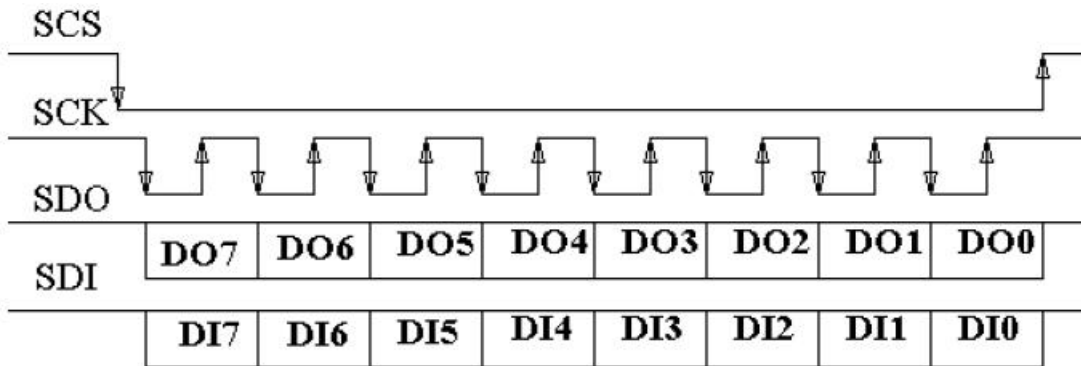 SCS
SCK
SDO
DO7 DO6 DO5 DO4 DO3 DO2 DO1 DO0
SDI
DI7 DI6 DI5 DI4 DI3 DI2 DI1 DI0